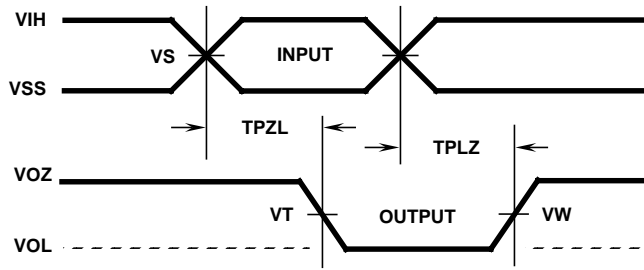 VIH
VS INPUT
VSS
TPZL
TPLZ
VOZ
VT OUTPUT VW
VOL